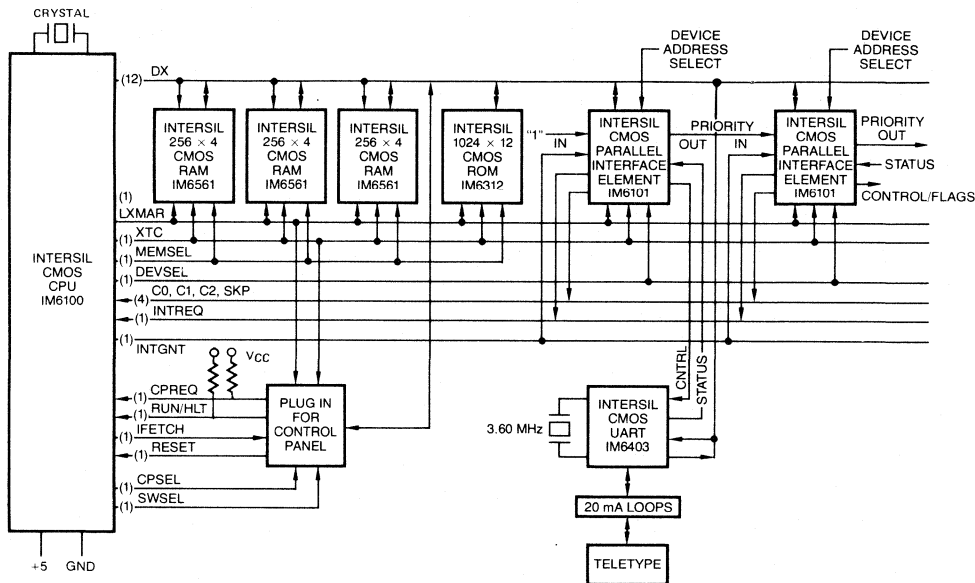 CRYSTAL
DEVICE
ADDRESS
SELECT
DEVICE
ADDRESS
SELECT
(12) DX
INTERSIL
256 × 4
CMOS
RAM
IM6561
INTERSIL
256 × 4
CMOS
RAM
IM6561
INTERSIL
256 × 4
CMOS
RAM
IM6561
INTERSIL
1024 × 12
CMOS
ROM
IM6312
"1"
IN
INTERSIL
CMOS
PARALLEL
INTERFACE
ELEMENT
IM6101
PRIORITY
OUT
IN
INTERSIL
CMOS
PARALLEL
INTERFACE
ELEMENT
IM6101
PRIORITY
OUT
STATUS
CONTROL/FLAGS
(1)
LXMAR
(1) XTC
(1) MEMSEL
(1) DEVSEL
(4) C0, C1, C2, SKP
(1) INTREQ
(1) INTGNT
INTERSIL
CMOS
CPU
IM6100
VCC
(1) CPREQ
(1) RUN/HLT
(1) IFETCH
(1) RESET
(1) CPSEL
(1) SWSEL
PLUG IN
FOR
CONTROL
PANEL
CNTRL
STATUS
3.60 MHz
INTERSIL
CMOS
UART
IM6403
20 mA LOOPS
TELETYPE
+5 GND